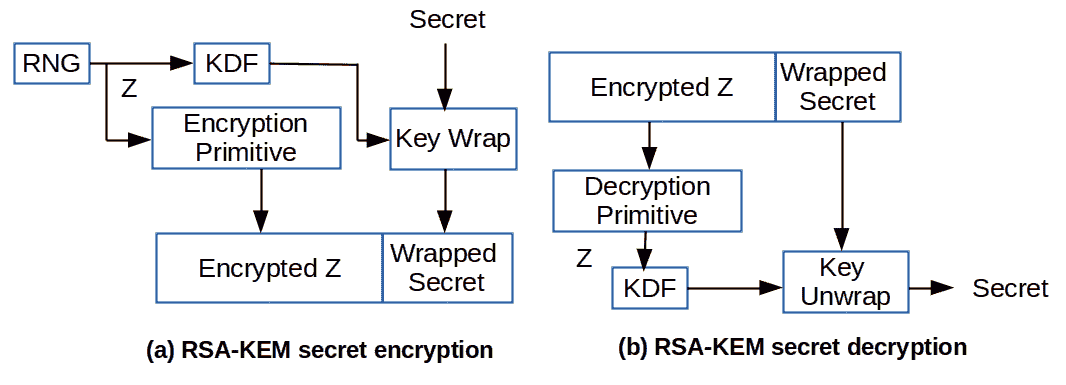 Secret
RNG
KDF
Z
Encryption
Primitive
Key Wrap
Encrypted Z
Wrapped
Secret
(a) RSA-KEM secret encryption
Encrypted Z
Wrapped
Secret
Decryption
Primitive
Z
KDF
Key
Unwrap
Secret
(b) RSA-KEM secret decryption